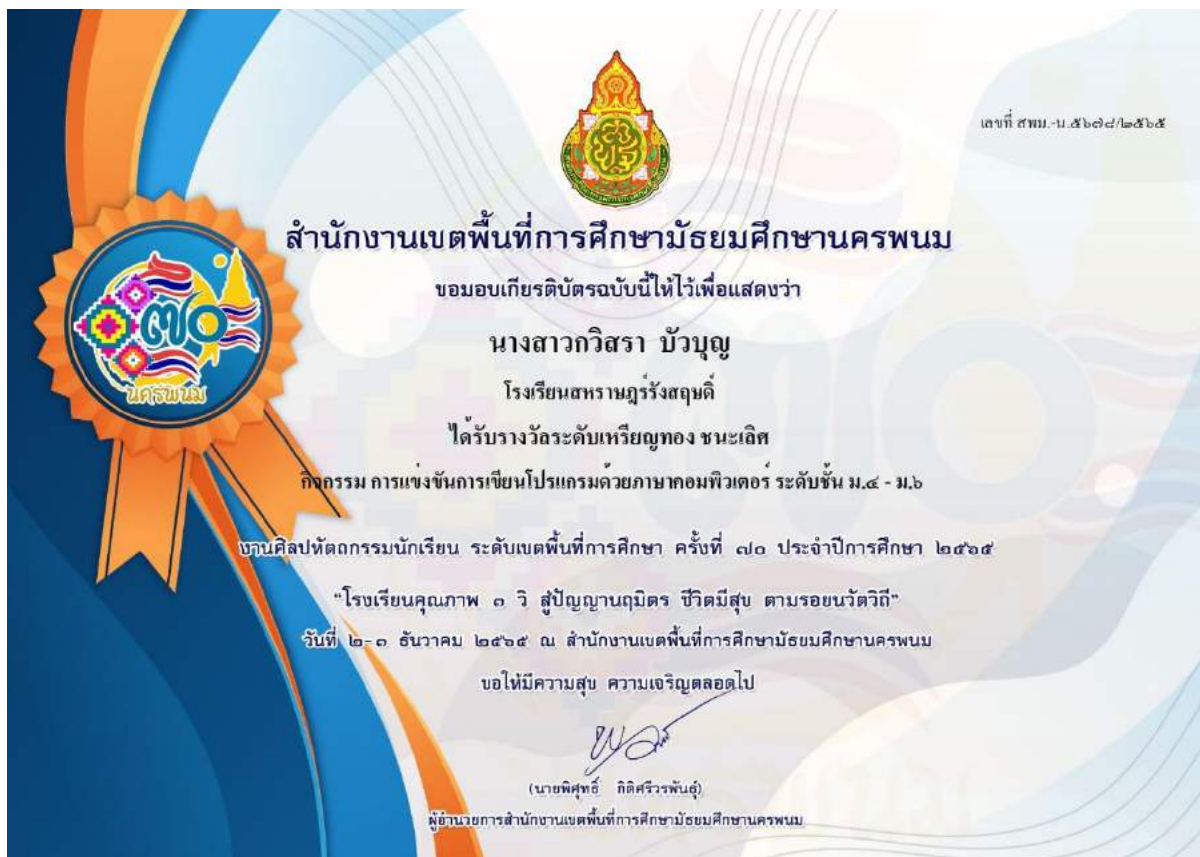 เลขที่ สพม.-น.๕๖๗๘/๒๕๖๕
สำนักงานเขตพื้นที่การศึกษามัธยมศึกษานครพนม
ขอมอบเกียรติบัตรฉบับนี้ให้ไว้เพื่อแสดงว่า
นางสาวกวิสรา บัวบุญ
โรงเรียนสหราษฎร์รังสฤษดิ์
ได้รับรางวัลระดับเหรียญทอง ชนะเลิศ
กิจกรรม การแข่งขันการเขียนโปรแกรมด้วยภาษาคอมพิวเตอร์ ระดับชั้น ม.๔ - ม.๖
๗๐
นครพนม
งานศิลปหัตถกรรมนักเรียน ระดับเขตพื้นที่การศึกษา ครั้งที่ ๗๐ ประจำปีการศึกษา ๒๕๖๕
“โรงเรียนคุณภาพ ๓ วิ สู่ปัญญานฤมิตร ชีวิตมีสุข ตามรอยนวัตวิถี”
วันที่ ๒-๓ ธันวาคม ๒๕๖๕ ณ สำนักงานเขตพื้นที่การศึกษามัธยมศึกษานครพนม
ขอให้มีความสุข ความเจริญตลอดไป
(นายพิศุทธิ์ กิติศรีวรพันธุ์)
ผู้อำนวยการสำนักงานเขตพื้นที่การศึกษามัธยมศึกษานครพนม